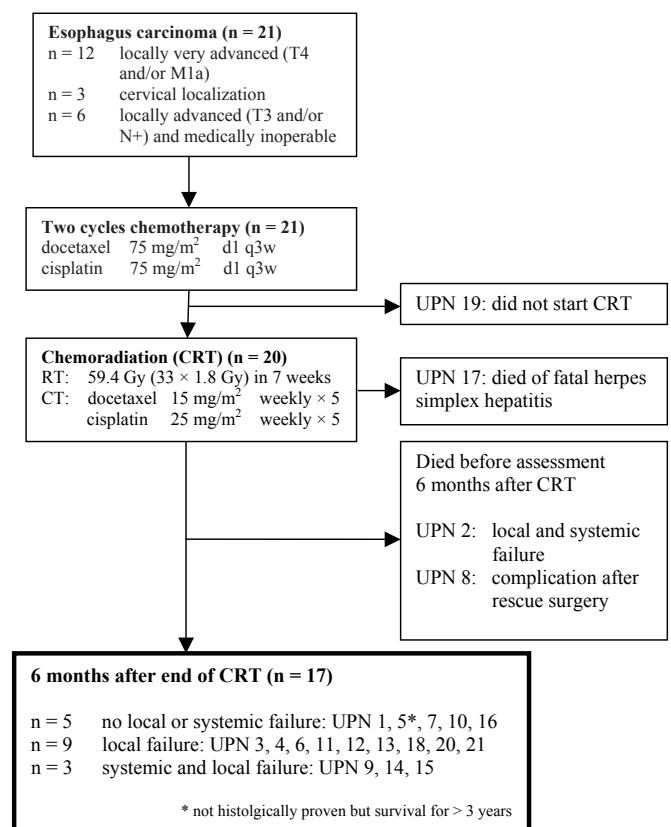 Esophagus carcinoma (n = 21)
n = 12 locally very advanced (T4
and/or M1a)
n = 3 cervical localization
n = 6 locally advanced (T3 and/or
N+) and medically inoperable
Two cycles chemotherapy (n = 21)
docetaxel 75 mg/m² d1 q3w
cisplatin 75 mg/m² d1 q3w
UPN 19: did not start CRT
Chemoradiation (CRT) (n = 20)
RT: 59.4 Gy (33 × 1.8 Gy) in 7 weeks
CT: docetaxel 15 mg/m² weekly × 5
cisplatin 25 mg/m² weekly × 5
UPN 17: died of fatal herpes
simplex hepatitis
Died before assessment
6 months after CRT
UPN 2: local and systemic
failure
UPN 8: complication after
rescue surgery
6 months after end of CRT (n = 17)
n = 5 no local or systemic failure: UPN 1, 5*, 7, 10, 16
n = 9 local failure: UPN 3, 4, 6, 11, 12, 13, 18, 20, 21
n = 3 systemic and local failure: UPN 9, 14, 15
* not histolgically proven but survival for > 3 years